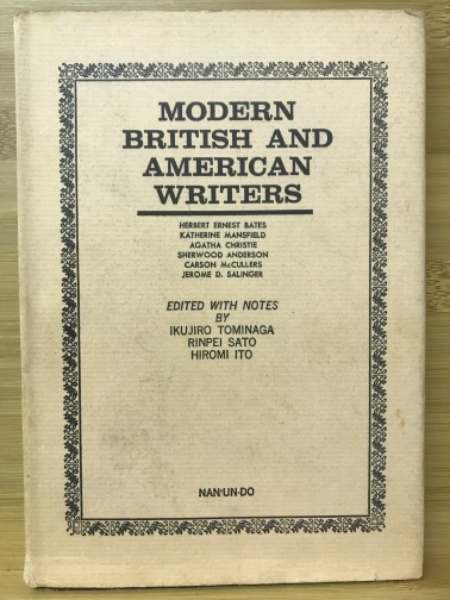 MODERN
BRITISH AND
AMERICAN
WRITERS
HERBERT ERNEST BATES
KATHERINE MANSFIELD
AGATHA CHRISTIE
SHERWOOD ANDERSON
CARSON McCULLERS
JEROME D. SALINGER
EDITED WITH NOTES
BY
IKUJIRO TOMINAGA
RINPEI SATO
HIROMI ITO
NAN'UN-DO